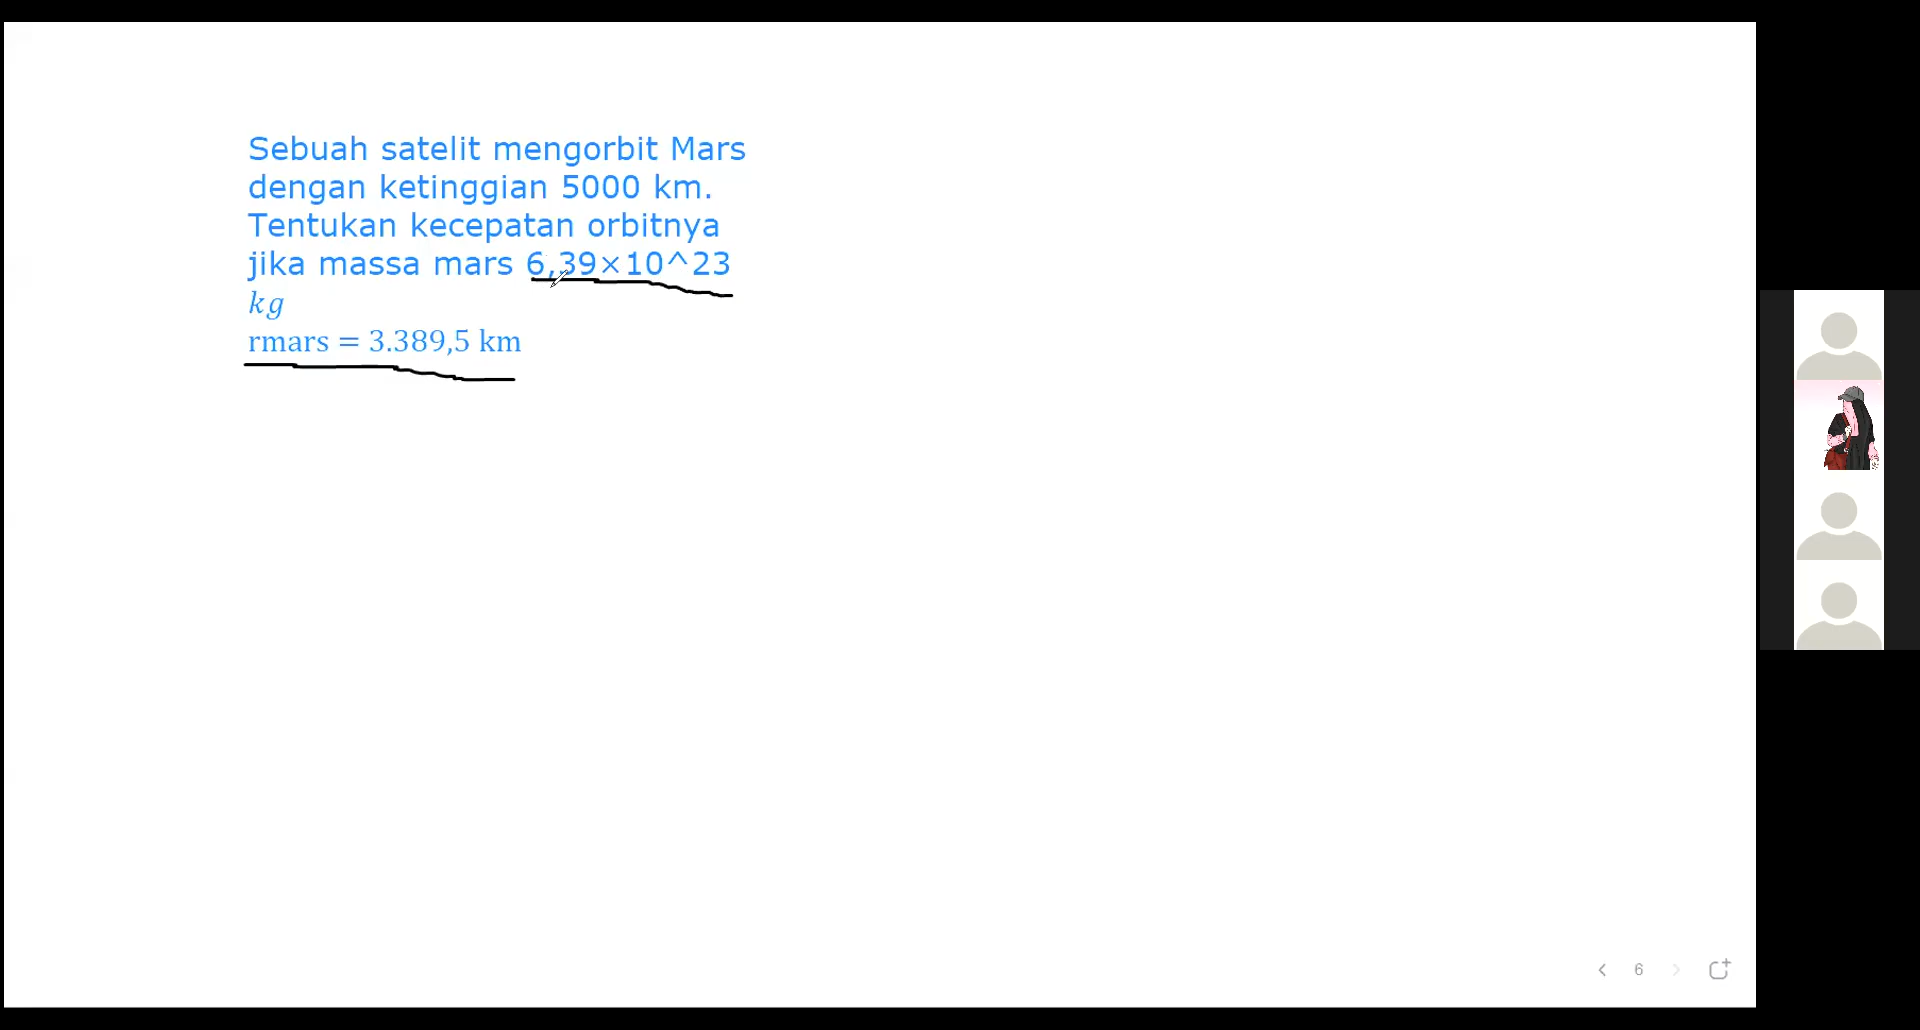 Sebuah satelit mengorbit Mars
dengan ketinggian 5000 km.
Tentukan kecepatan orbitnya
jika massa mars 6,39×10^23
kg
rmars = 3.389,5 km
6